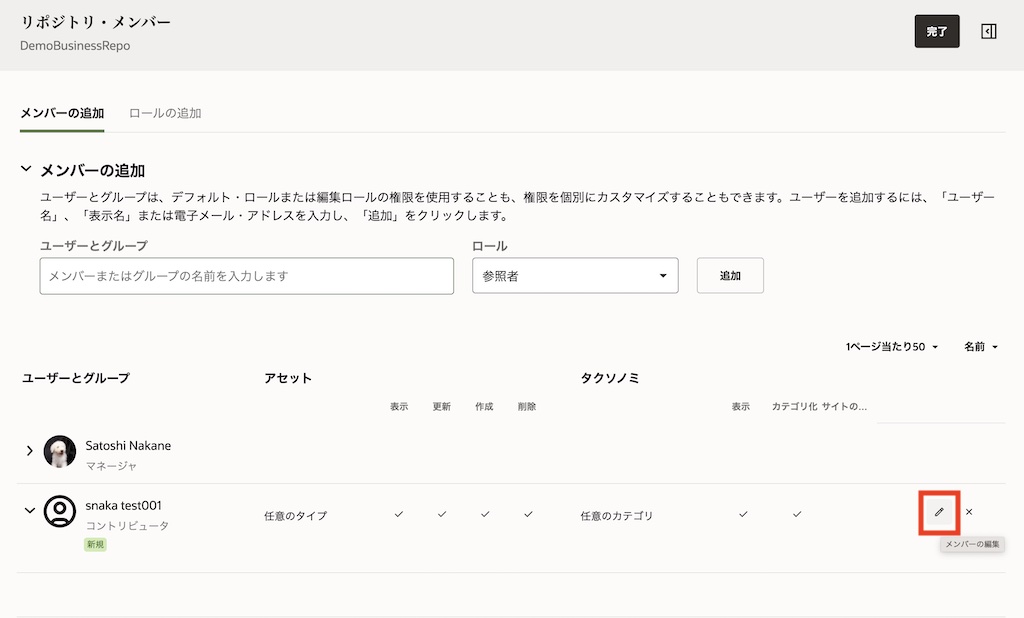 リポジトリ・メンバー
DemoBusinessRepo
完了
メンバーの追加 ロールの追加
メンバーの追加
ユーザーとグループは、デフォルト・ロールまたは編集ロールの権限を使用することも、権限を個別にカスタマイズすることもできます。ユーザーを追加するには、「ユーザー
名」、「表示名」または電子メール・アドレスを入力し、「追加」をクリックします。
ユーザーとグループ ロール
メンバーまたはグループの名前を入力します 参照者 追加
1ページ当たり50 名前
ユーザーとグループ アセット タクソノミ
表示 更新 作成 削除 表示 カテゴリ化 サイトの...
Satoshi Nakane
マネージャ
snaka test001
コントリビュータ
任意のタイプ 任意のカテゴリ
新規
メンバーの編集